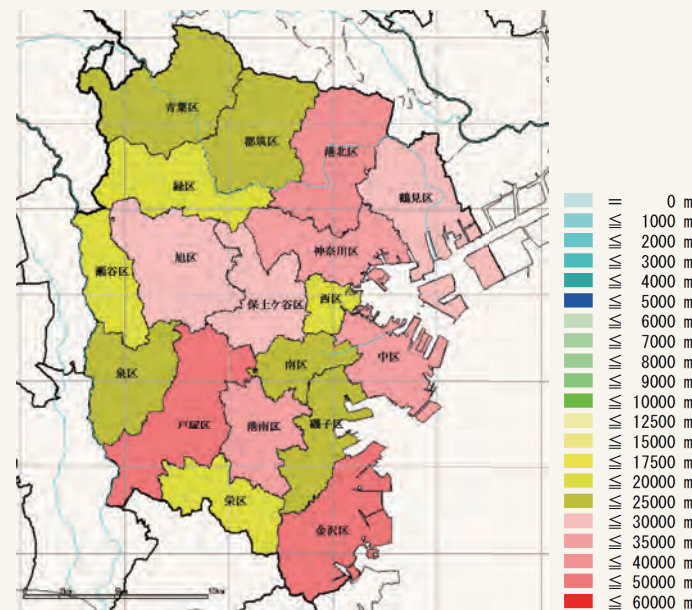 青葉区
都筑区
港北区
緑区
鶴見区
神奈川区
旭区
瀬谷区
保土ケ谷区
西区
中区
南区
泉区
戸塚区
港南区
磯子区
栄区
金沢区
= 0 m
≦ 1000 m
≦ 2000 m
≦ 3000 m
≦ 4000 m
≦ 5000 m
≦ 6000 m
≦ 7000 m
≦ 8000 m
≦ 9000 m
≦ 10000 m
≦ 12500 m
≦ 15000 m
≦ 17500 m
≦ 20000 m
≦ 25000 m
≦ 30000 m
≦ 35000 m
≦ 40000 m
≦ 50000 m
≦ 60000 m